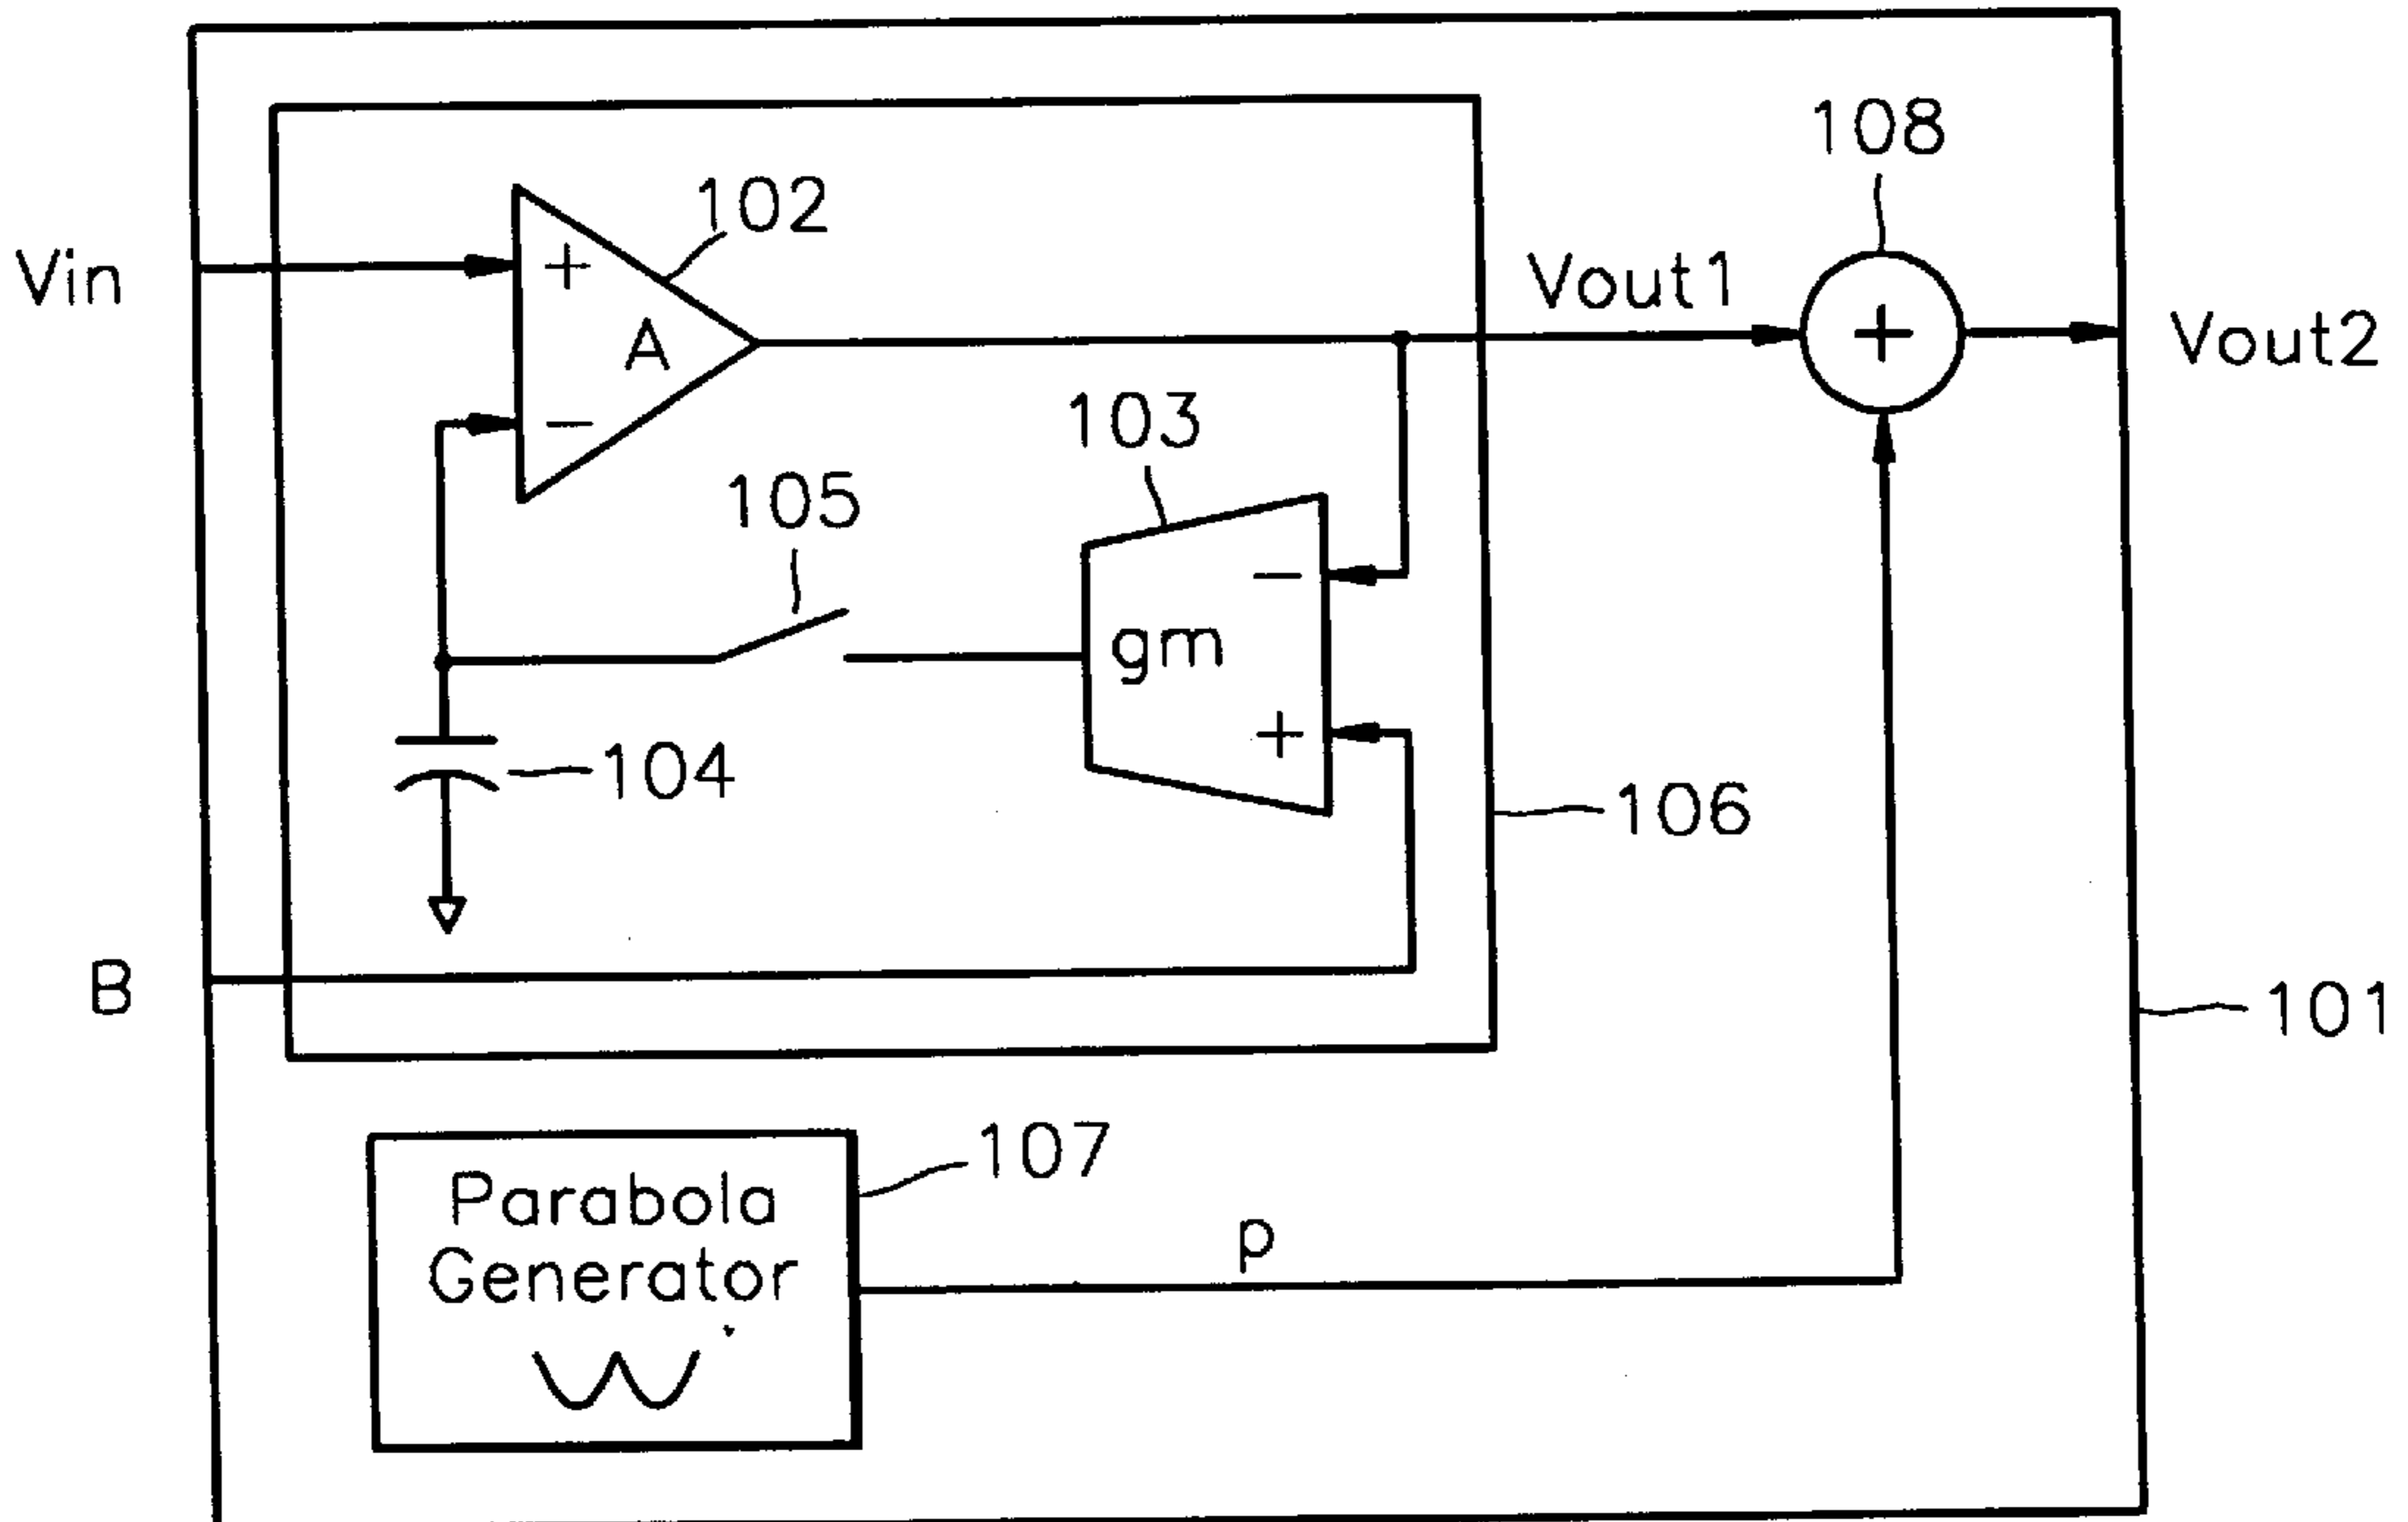 108
102
Vin
+
A
−
Vout1
+
Vout2
103
105
−
gm
+
104
106
B
101
107
Parabola
Generator
p